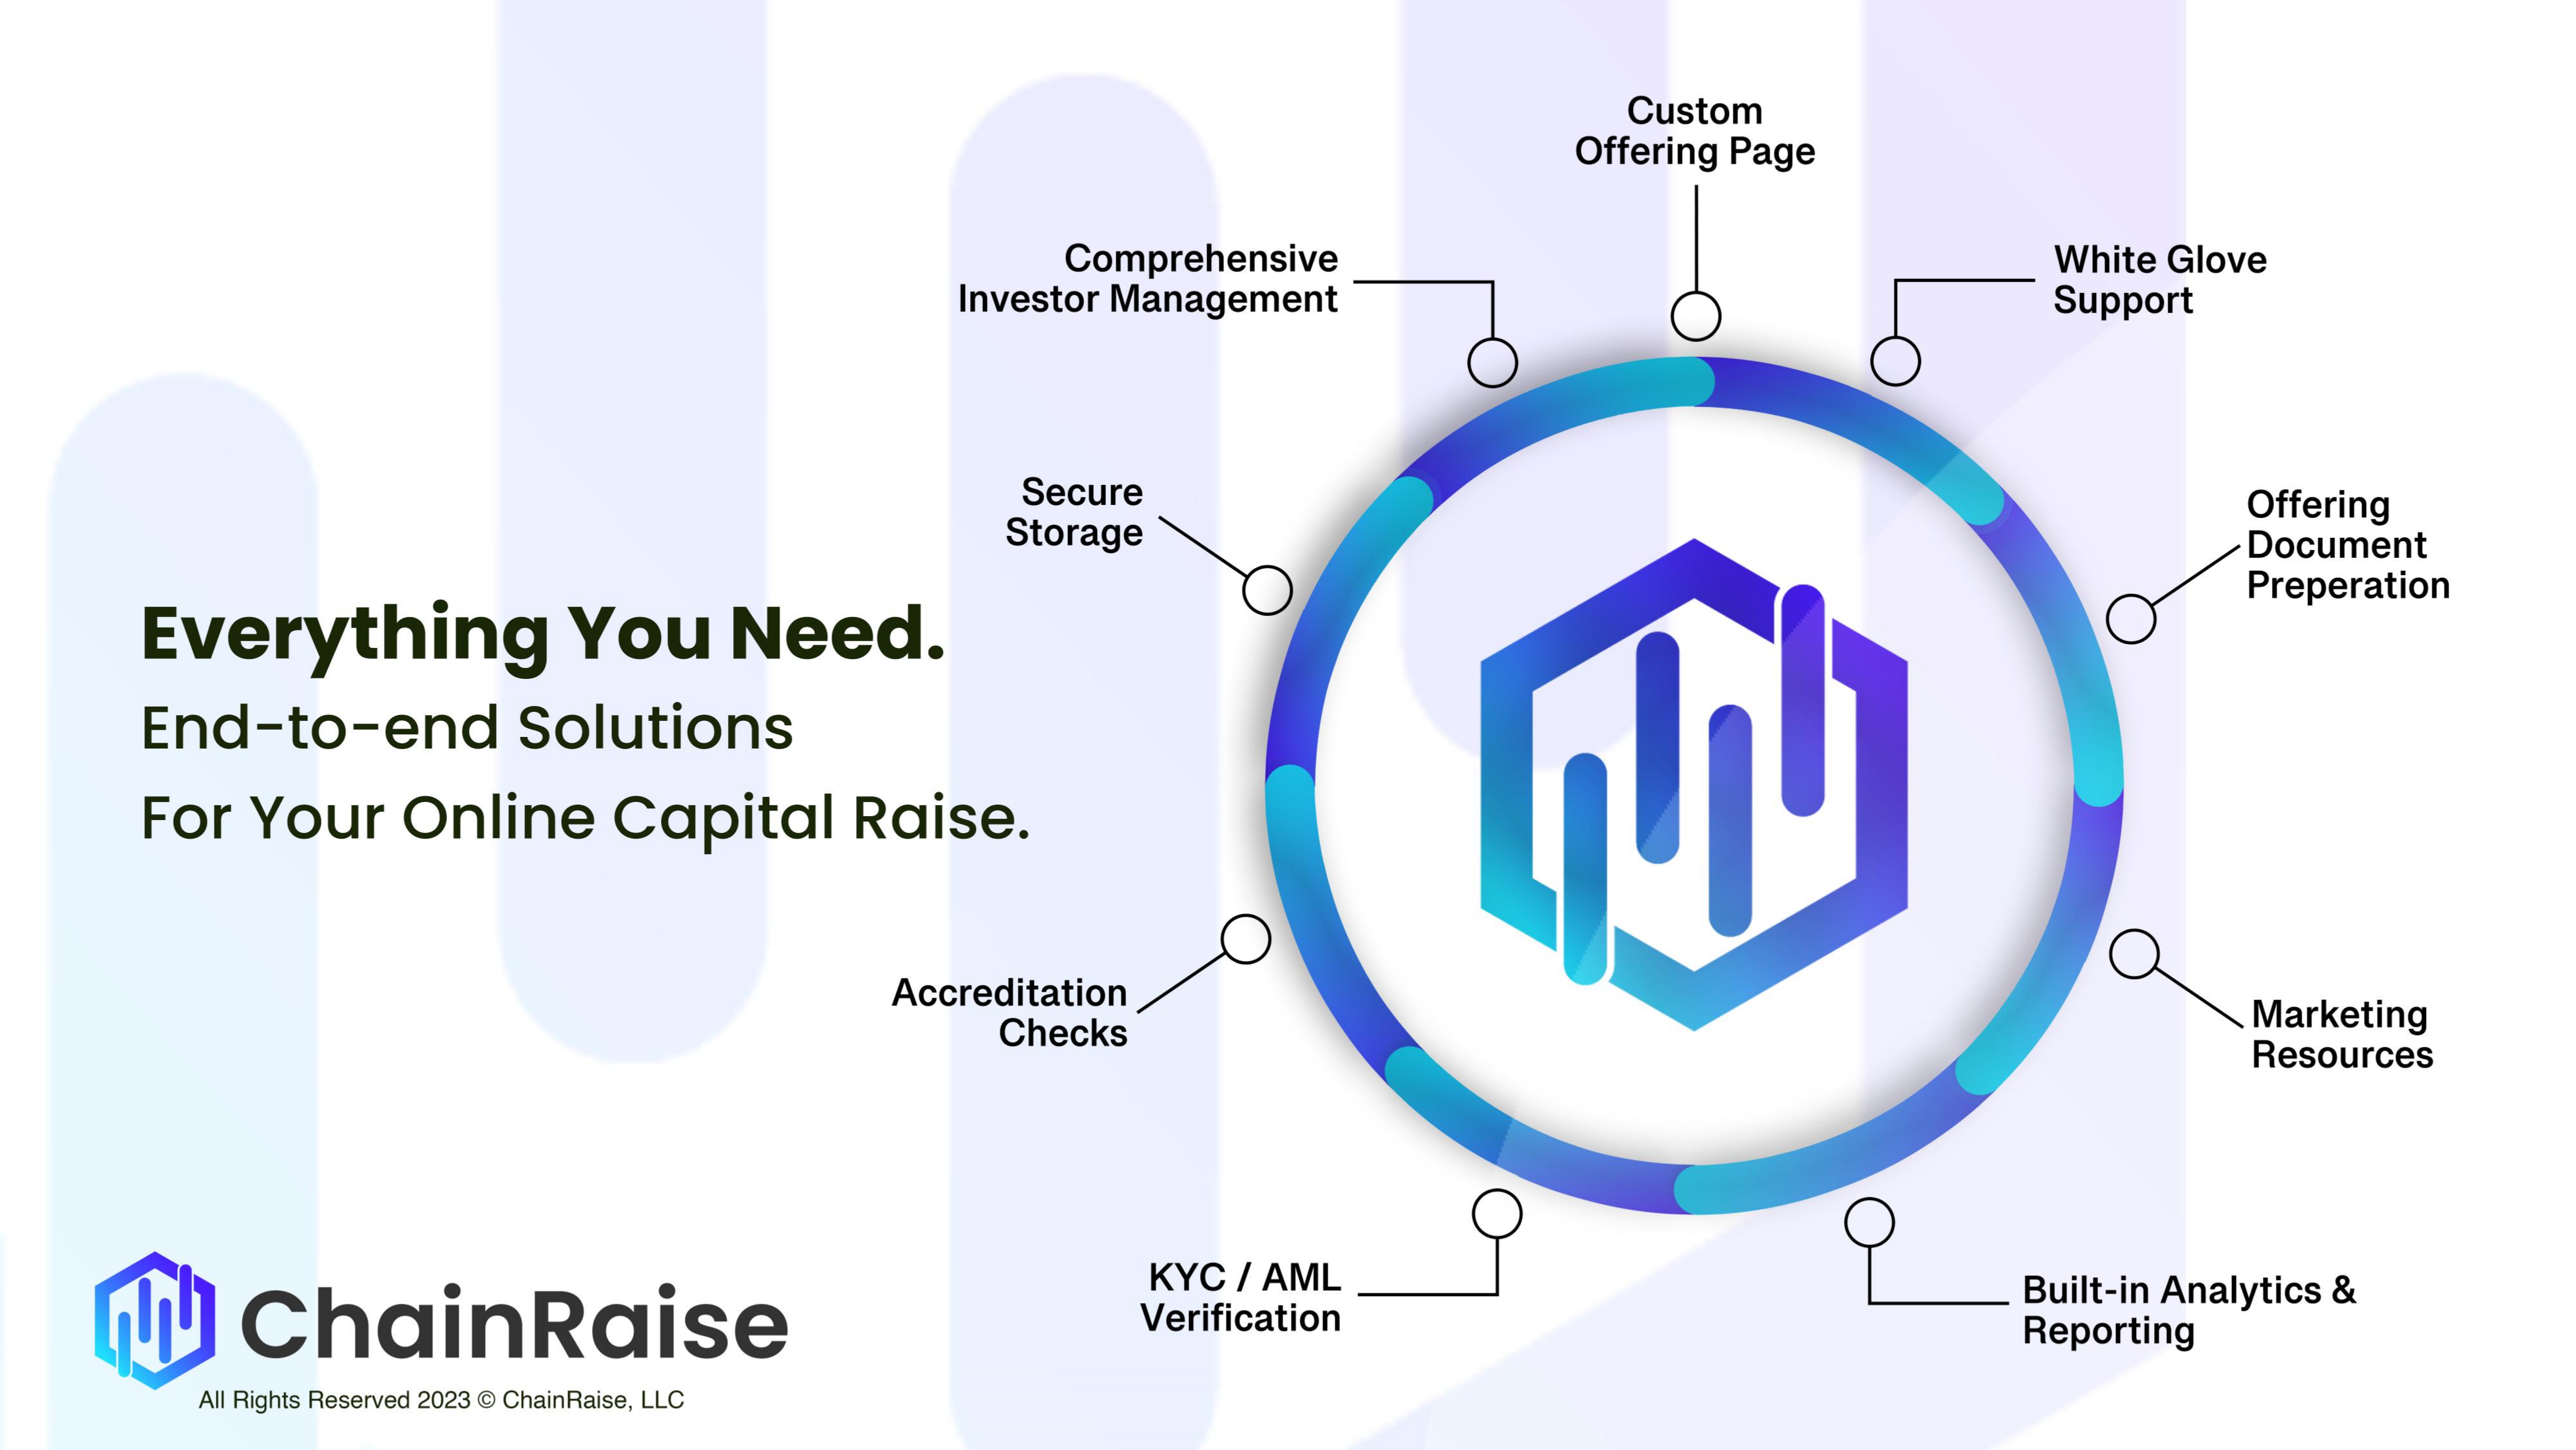 Custom
Offering Page
Comprehensive
Investor Management
White Glove
Support
Secure
Storage
Offering
Document
Preperation
Everything You Need.
End-to-end Solutions
For Your Online Capital Raise.
Accreditation
Checks
Marketing
Resources
KYC / AML
Verification
Built-in Analytics &
Reporting
ChainRaise
All Rights Reserved 2023 © ChainRaise, LLC